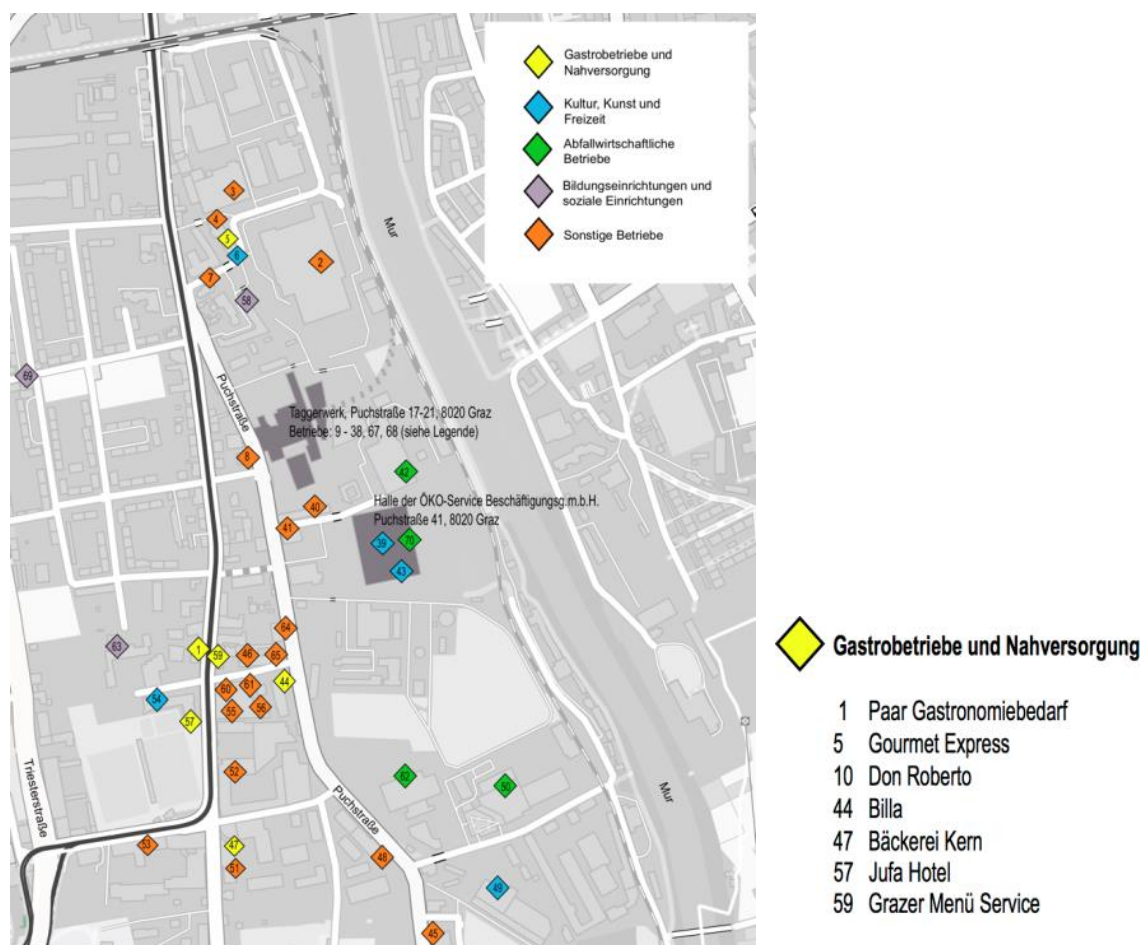 Gastrobetriebe und
Nahversorgung
Kultur, Kunst und
Freizeit
Abfallwirtschaftliche
Betriebe
Bildungseinrichtungen und
soziale Einrichtungen
Sonstige Betriebe
Mur
3
4
5
6
2
7
58
69
Puchstraße
Taggerwerk, Puchstraße 17-21, 8020 Graz
Betriebe: 9 - 38, 67, 68 (siehe Legende)
8
42
Halle der ÖKO-Service Beschäftigungsg.m.b.H.
Puchstraße 41, 8020 Graz
40
41
39
70
43
64
63
1
59
46
65
44
60
61
54
57
55
56
52
62
50
Triesterstraße
Puchstraße
Mur
53
47
51
48
49
45
Gastrobetriebe und Nahversorgung
1 Paar Gastronomiebedarf
5 Gourmet Express
10 Don Roberto
44 Billa
47 Bäckerei Kern
57 Jufa Hotel
59 Grazer Menü Service